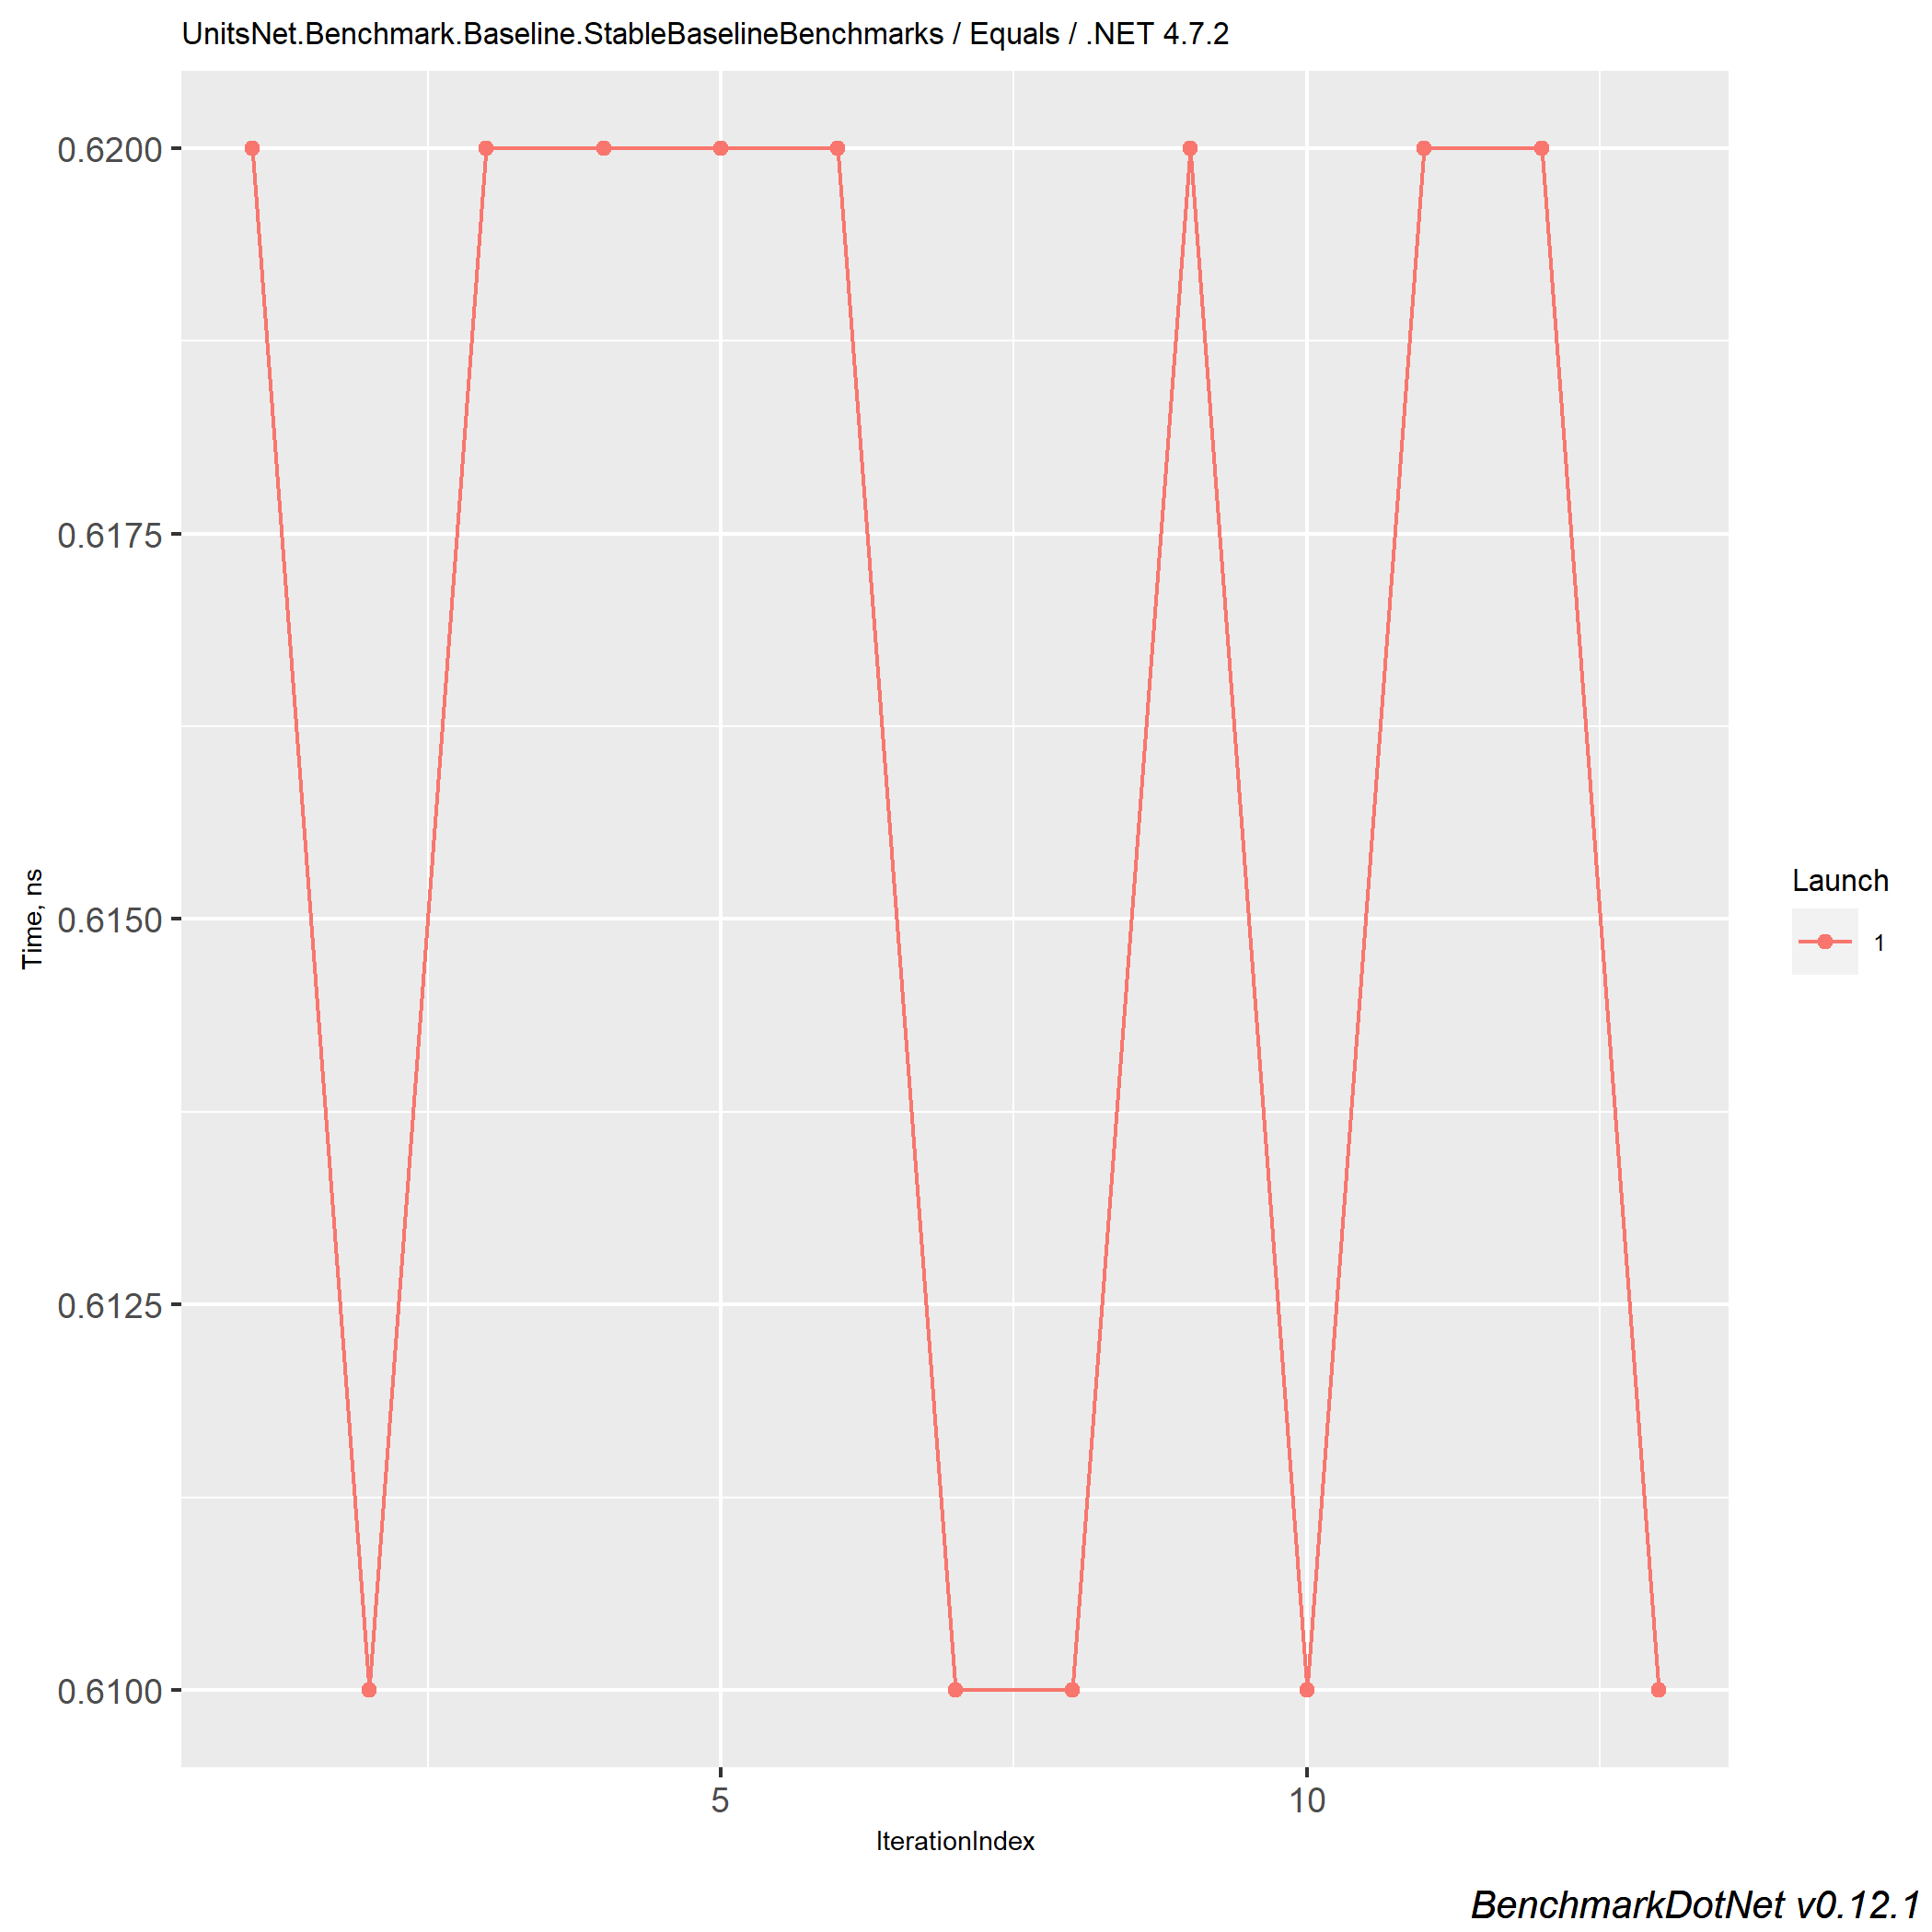 UnitsNet.Benchmark.Baseline.StableBaselineBenchmarks / Equals / .NET 4.7.2
0.6200
0.6175
0.6150
0.6125
0.6100
Time, ns
5
10
IterationIndex
Launch
1
BenchmarkDotNet v0.12.1